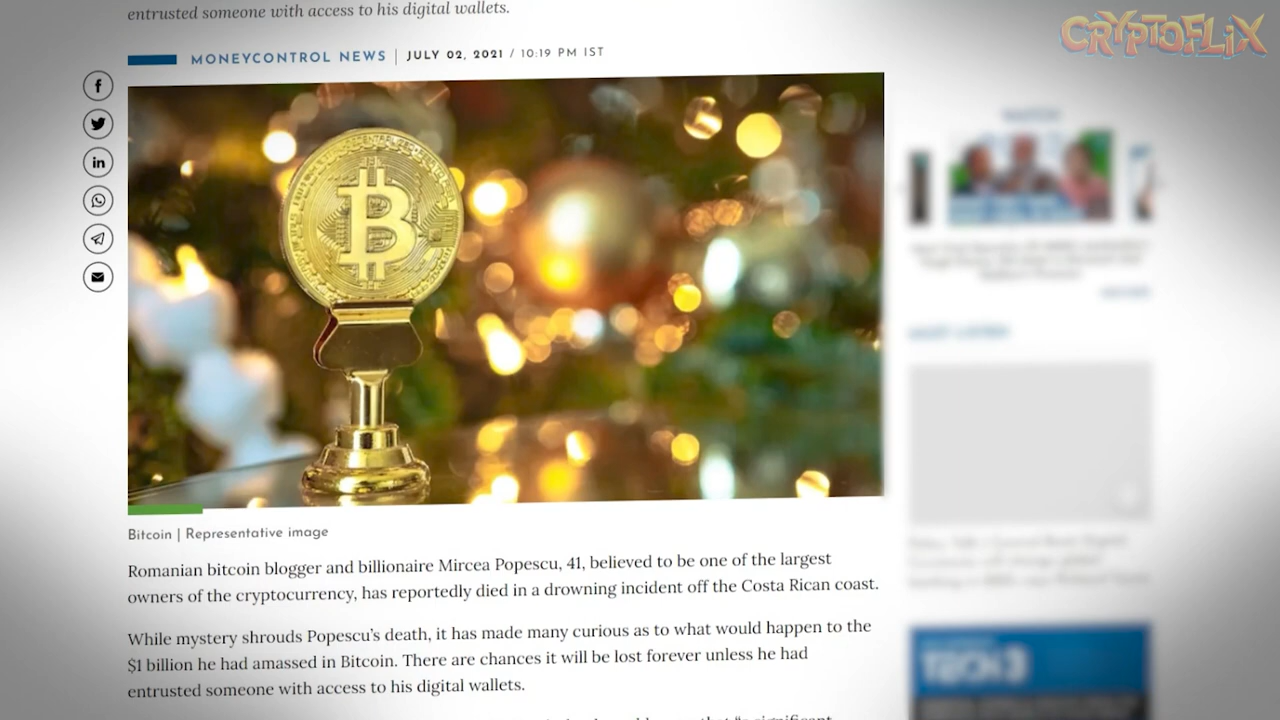 entrusted someone with access to his digital wallets.
CRYPTOFLIX
MONEYCONTROL NEWS | JULY 02, 2021 / 10:19 PM IST
Bitcoin | Representative image
Romanian bitcoin blogger and billionaire Mircea Popescu, 41, believed to be one of the largest
owners of the cryptocurrency, has reportedly died in a drowning incident off the Costa Rican coast.
While mystery shrouds Popescu's death, it has made many curious as to what would happen to the
$1 billion he had amassed in Bitcoin. There are chances it will be lost forever unless he had
entrusted someone with access to his digital wallets.